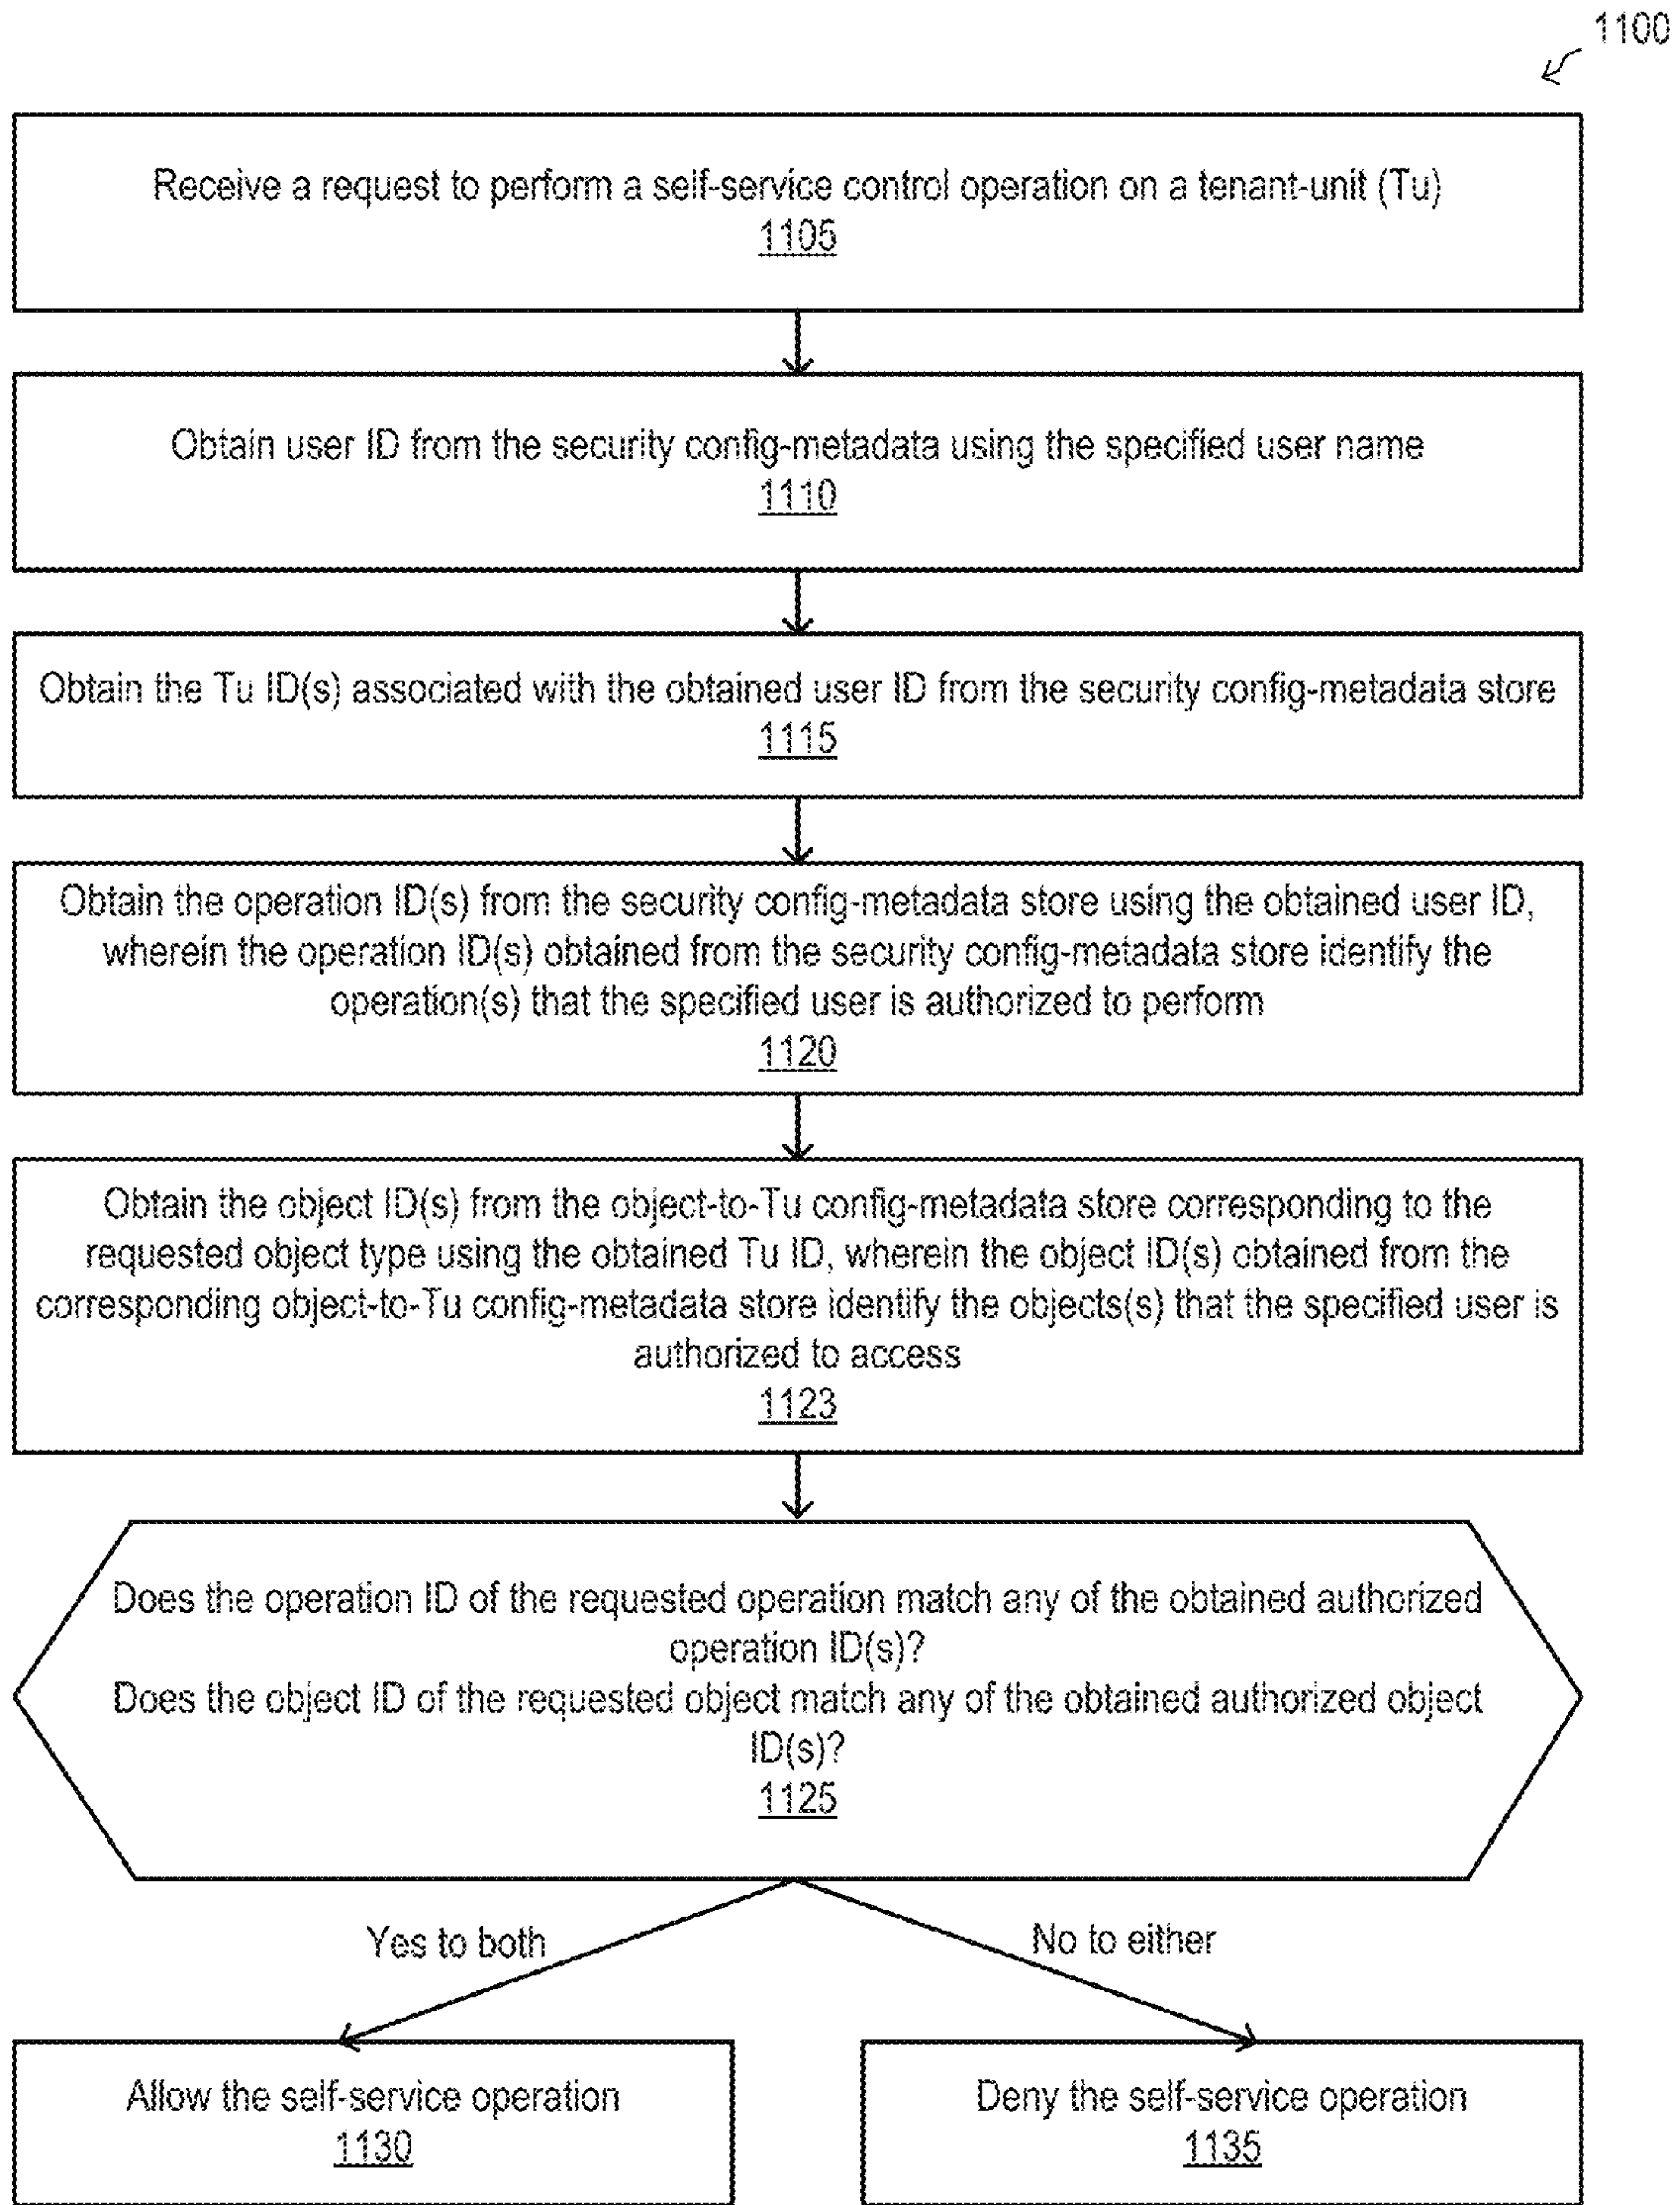 1100
Receive a request to perform a self-service control operation on a tenant-unit (Tu)
1105
Obtain user ID from the security config-metadata using the specified user name
1110
Obtain the Tu ID(s) associated with the obtained user ID from the security config-metadata store
1115
Obtain the operation ID(s) from the security config-metadata store using the obtained user ID,
wherein the operation ID(s) obtained from the security config-metadata store identify the
operation(s) that the specified user is authorized to perform
1120
Obtain the object ID(s) from the object-to-Tu config-metadata store corresponding to the
requested object type using the obtained Tu ID, wherein the object ID(s) obtained from the
corresponding object-to-Tu config-metadata store identify the objects(s) that the specified user is
authorized to access
1123
Does the operation ID of the requested operation match any of the obtained authorized
operation ID(s)?
Does the object ID of the requested object match any of the obtained authorized object
ID(s)?
1125
Yes to both
No to either
Allow the self-service operation
1130
Deny the self-service operation
1135